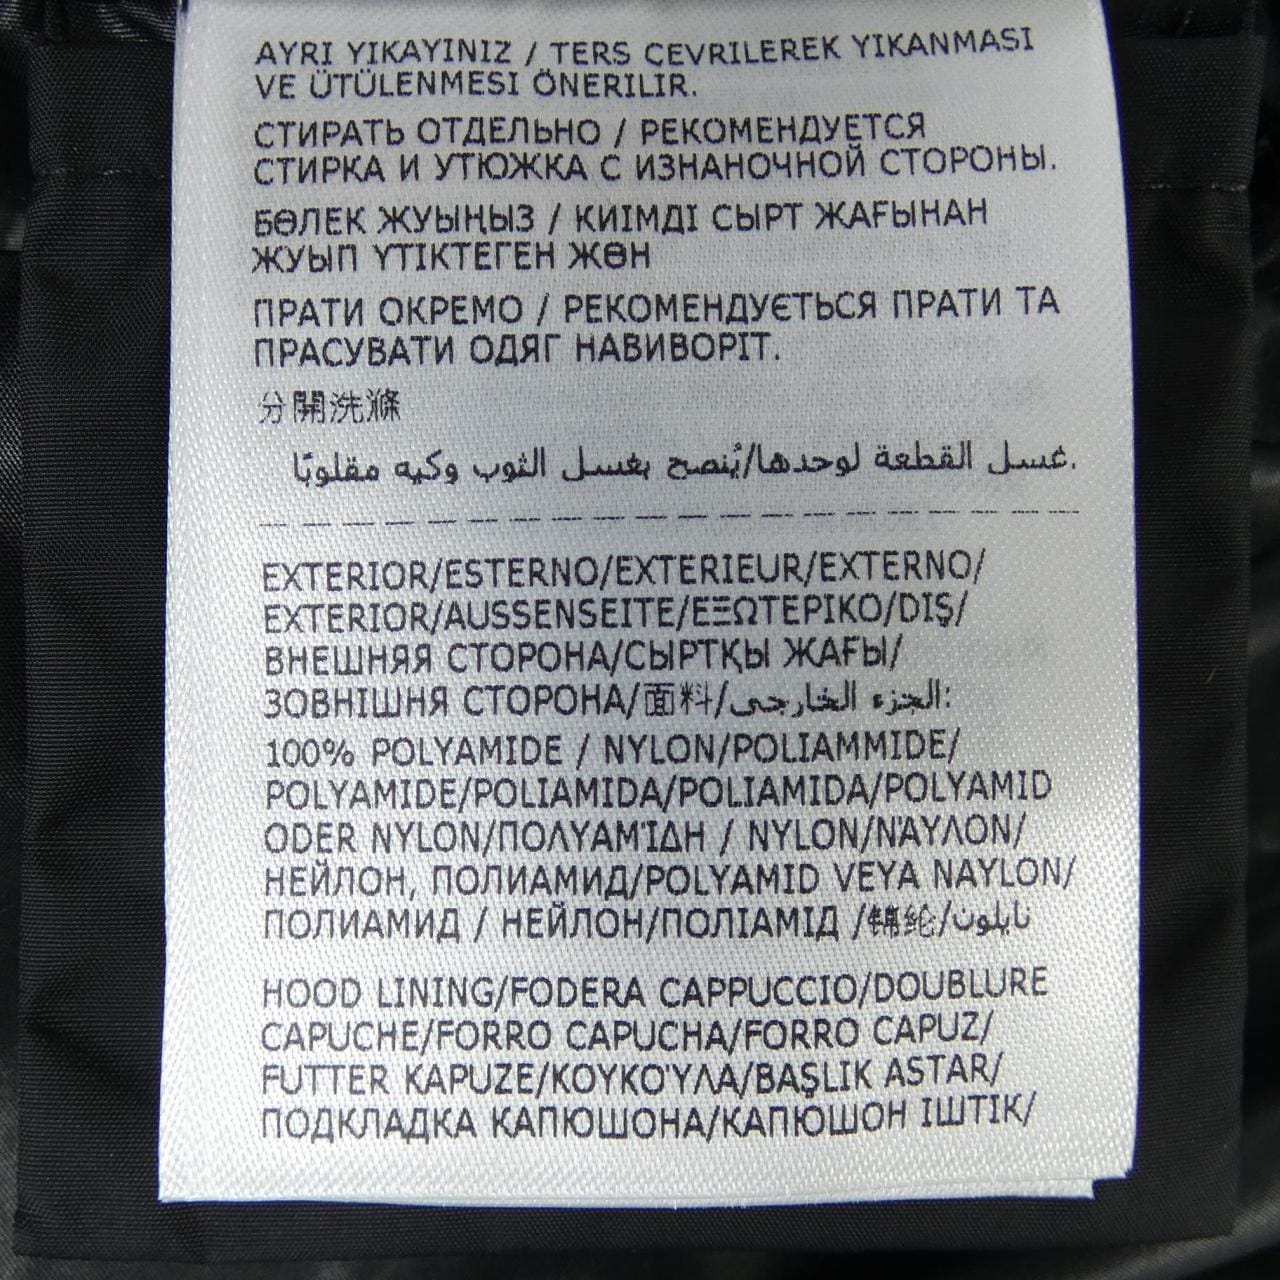 AYRI YIKAYINIZ / TERS ÇEVRİLEREK YIKANMASI
VE ÜTÜLENMESI ÖNERILIR.
СТИРАТЬ ОТДЕЛЬНО / РЕКОМЕНДУЕТСЯ
СТИРКА И УТЮЖКА С ИЗНАНОЧНОЙ СТОРОНЫ.
БӨЛЕК ЖУЫҢЫЗ / КИІМДІ СЫРТ ЖАҒЫНАН
ЖУЫП ҮТІКТЕГЕН ЖӨН
ПРАТИ ОКРЕМО / РЕКОМЕНДУЄТЬСЯ ПРАТИ ТА
ПРАСУВАТИ ОДЯГ НАВИВОРІТ.
分開洗滌
غسل القطعة لوحدها/يُنصح بغسل الثوب وكيه مقلوبًا.
EXTERIOR/ESTERNO/EXTERIEUR/EXTERNO/
EXTERIOR/AUSSENSEITE/ΕΞΩΤΕΡΙΚΟ/DIŞ/
ВНЕШНЯЯ СТОРОНА/СЫРТҚЫ ЖАҒЫ/
ЗОВНІШНЯ СТОРОНА/面料/الجزء الخارجي:
100% POLYAMIDE / NYLON/POLIAMMIDE/
POLYAMIDE/POLIAMIDA/POLIAMIDA/POLYAMID
ODER NYLON/ΠΟΛΥΑΜΊΔΗ / NYLON/ΝΆΥΛΟΝ/
НЕЙЛОН, ПОЛИАМИД/POLYAMID VEYA NAYLON/
ПОЛИАМИД / НЕЙЛОН/ПОЛІАМІД /锦纶/نايلون
HOOD LINING/FODERA CAPPUCCIO/DOUBLURE
CAPUCHE/FORRO CAPUCHA/FORRO CAPUZ/
FUTTER KAPUZE/ΚΟΥΚΟΎΛΑ/BAŞLIK ASTAR/
ПОДКЛАДКА КАПЮШОНА/КАПЮШОН ІШТІК/